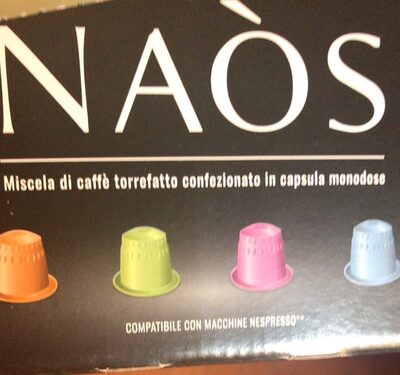 NAÒS
Miscela di caffè torrefatto confezionato in capsula monodose
COMPATIBILE CON MACCHINE NESPRESSO**